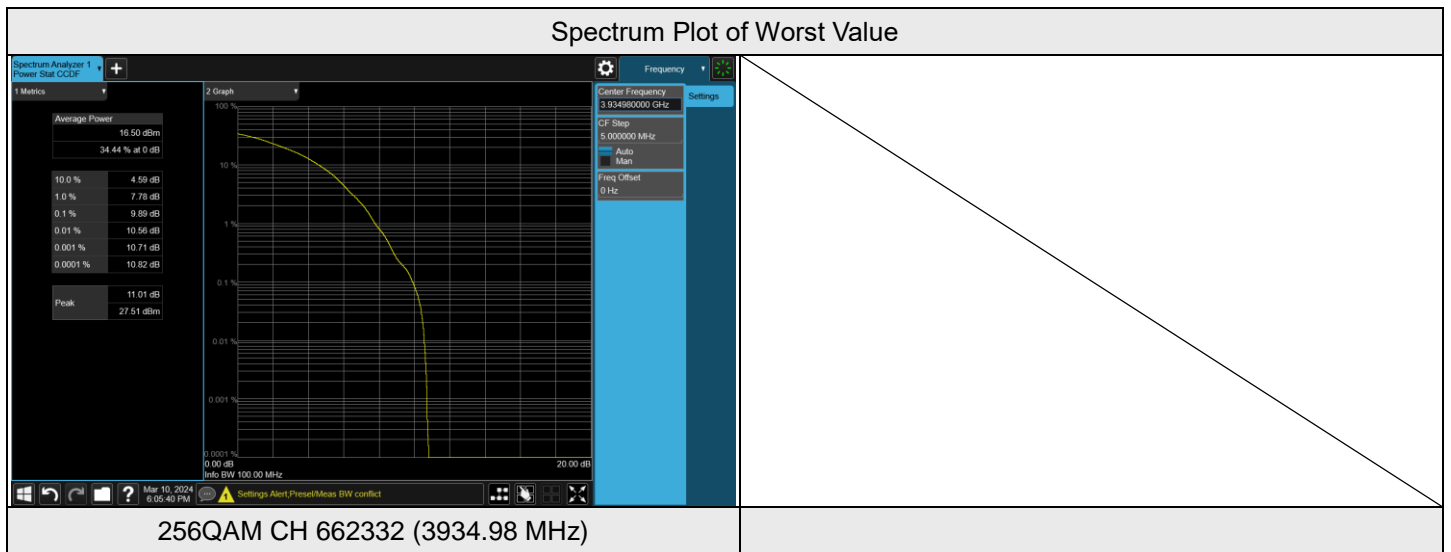 Spectrum Plot of Worst Value
Spectrum Analyzer 1
Power Stat CCDF
+
Frequency
1 Metrics
2 Graph
Center Frequency
3.934980000 GHz
Settings
CF Step
5.000000 MHz
Auto
Man
Freq Offset
0 Hz
Average Power
16.50 dBm
34.44 % at 0 dB
10.0 % 4.59 dB
1.0 % 7.78 dB
0.1 % 9.89 dB
0.01 % 10.56 dB
0.001 % 10.71 dB
0.0001 % 10.82 dB
Peak
11.01 dB
27.51 dBm
100 %
10 %
1 %
0.1 %
0.01 %
0.001 %
0.0001 %
0.00 dB 20.00 dB
Info BW 100.00 MHz
?
Mar 10, 2024
6:05:40 PM
Settings Alert;Presel/Meas BW conflict
256QAM CH 662332 (3934.98 MHz)